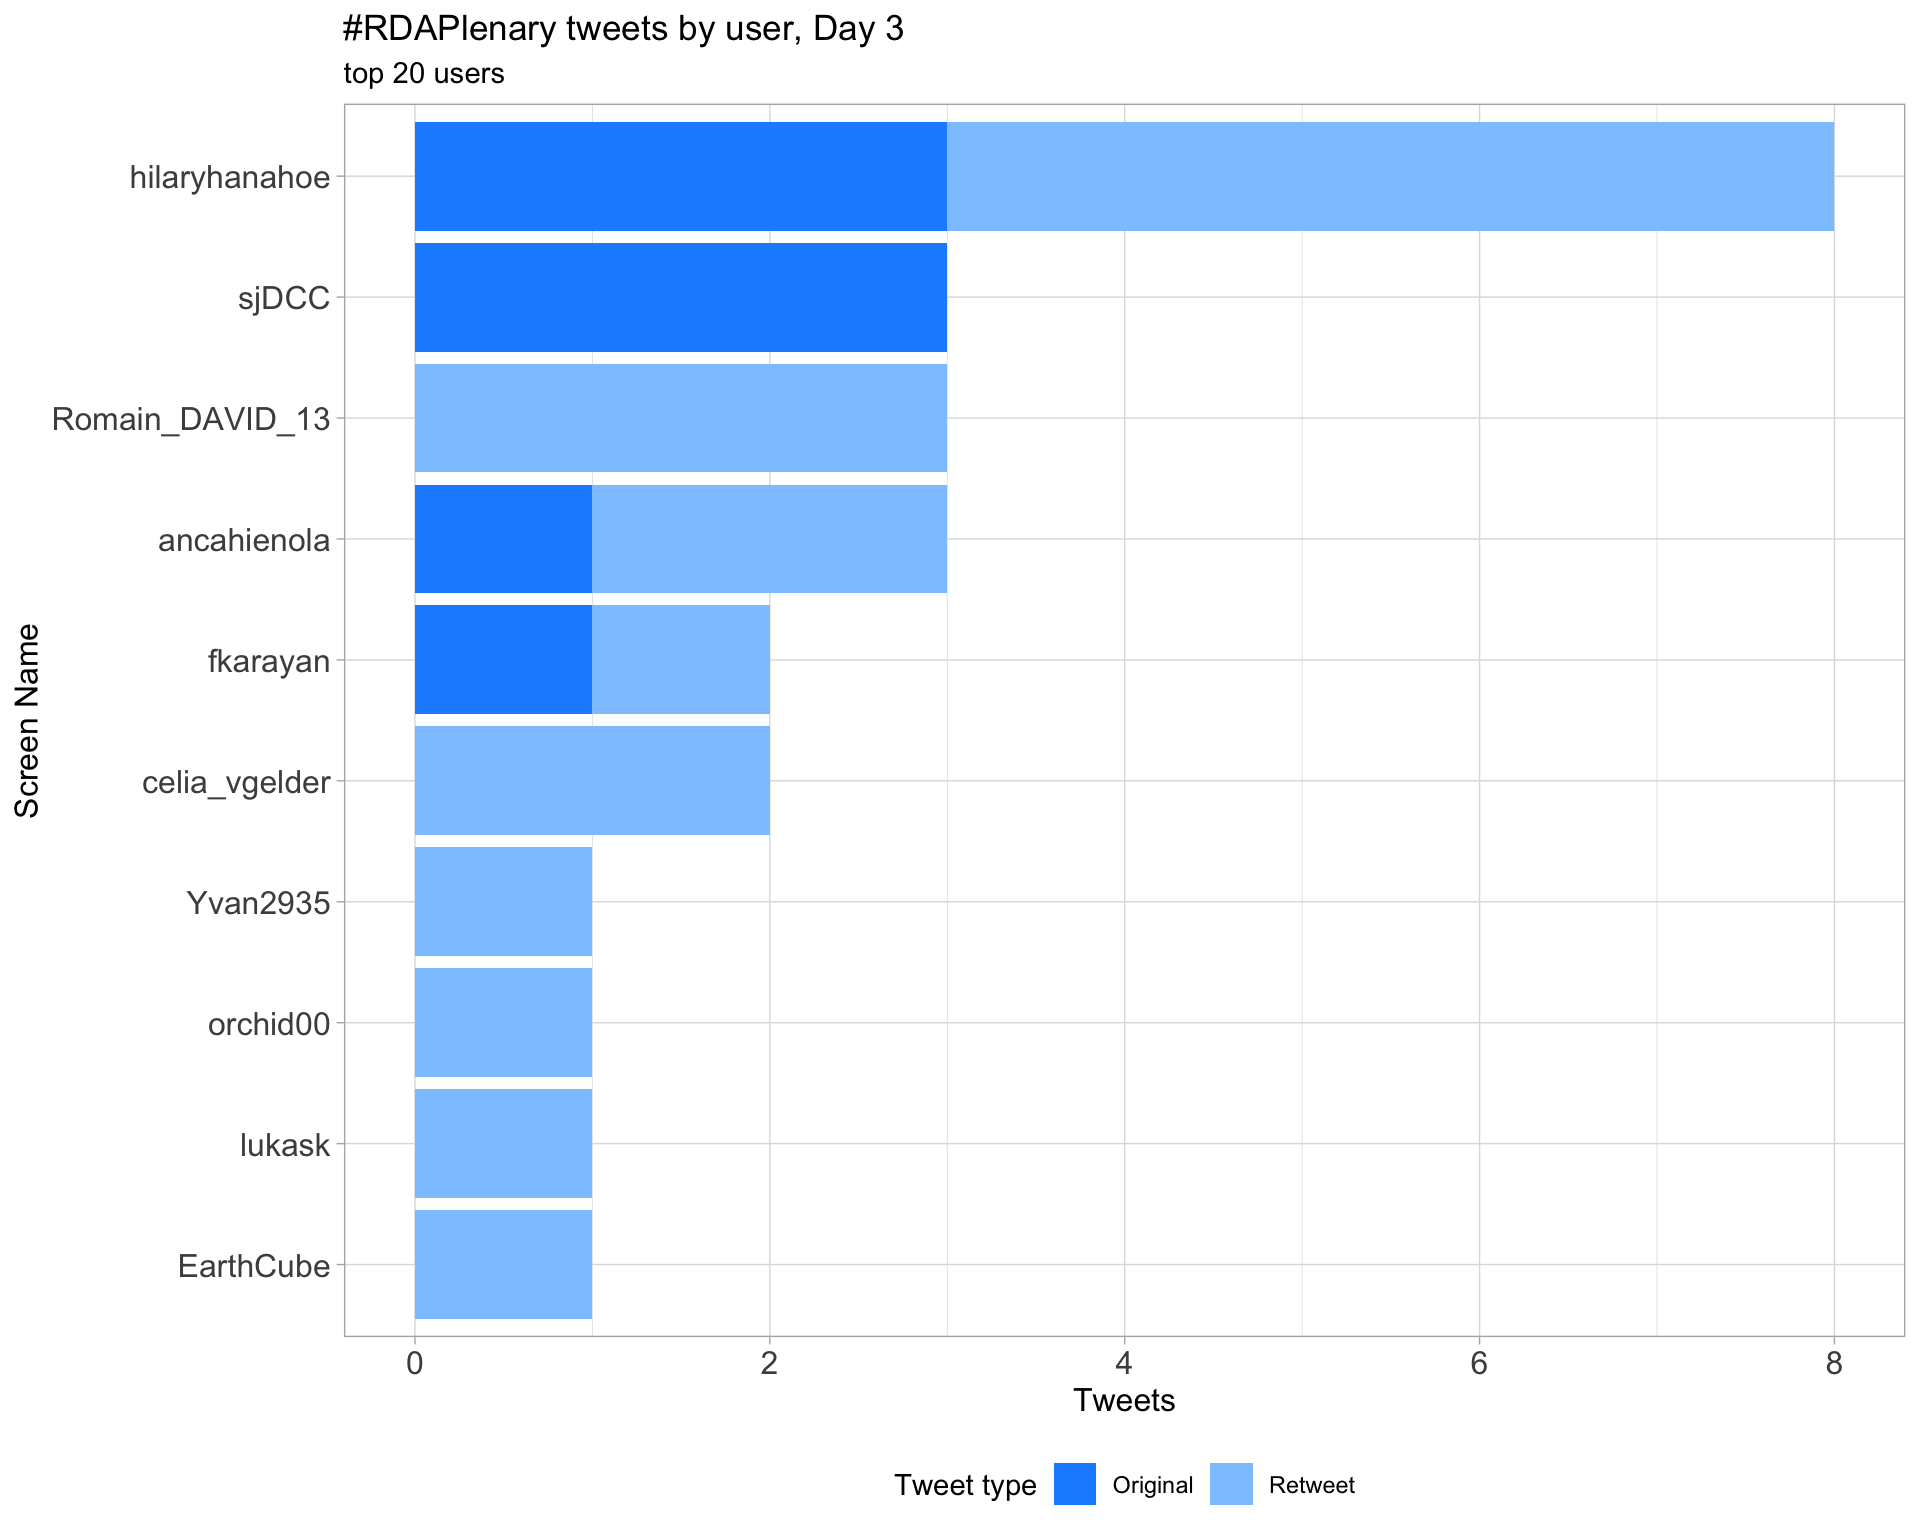 #RDAPlenary tweets by user, Day 3
top 20 users
Screen Name
hilaryhanahoe
sjDCC
Romain_DAVID_13
ancahienola
fkarayan
celia_vgelder
Yvan2935
orchid00
lukask
EarthCube
0 2 4 6 8
Tweets
Tweet type Original Retweet